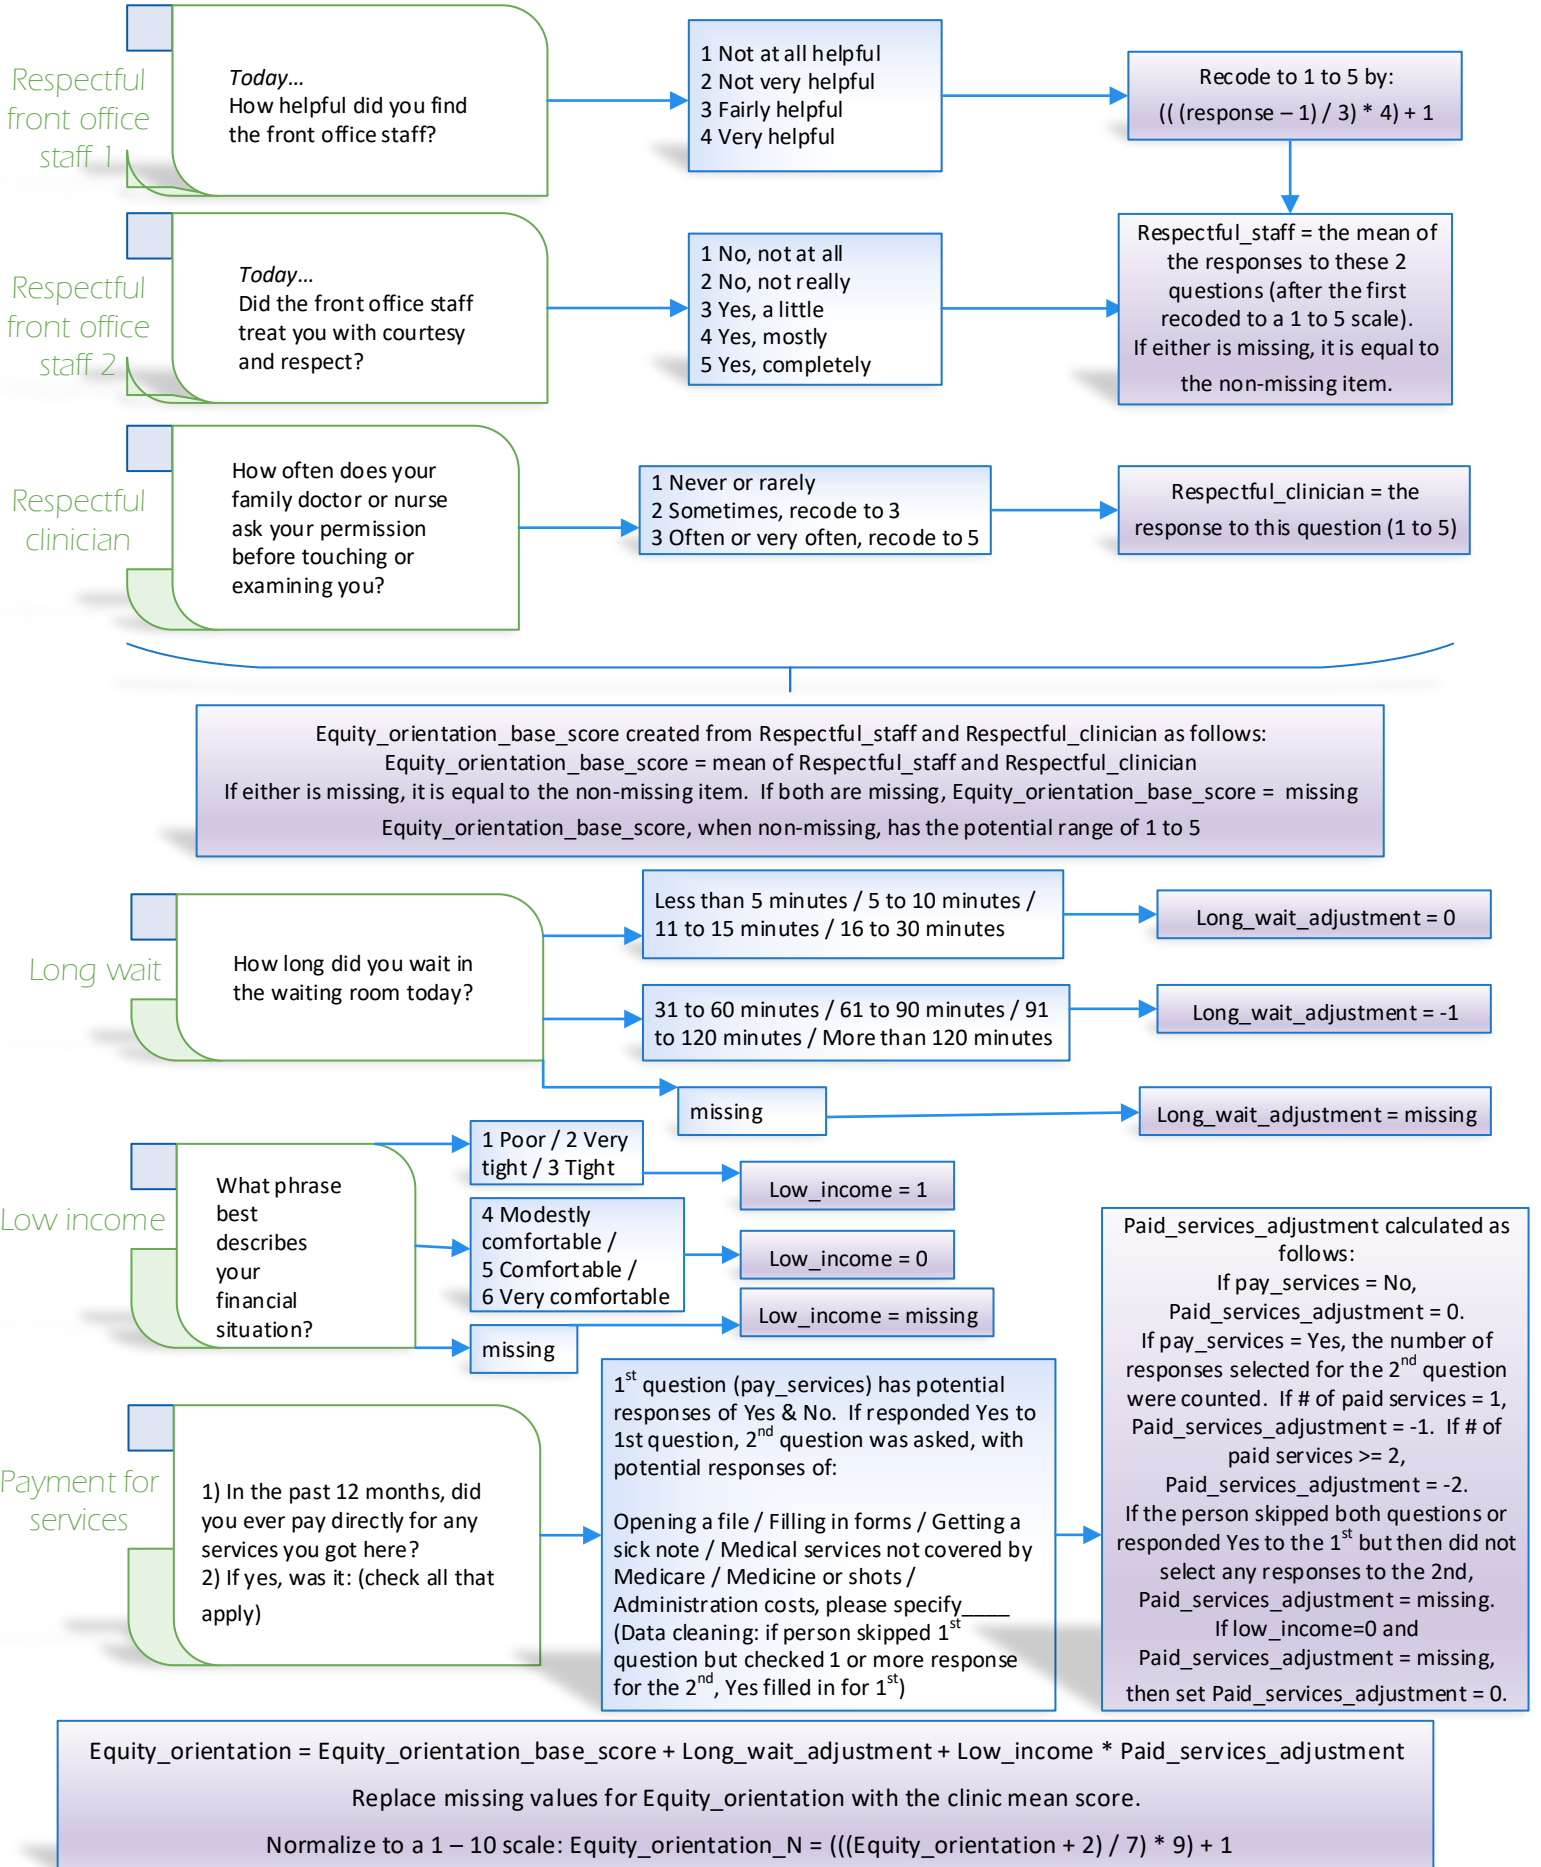 Respectful
front office
staff 1
Today...
How helpful did you find
the front office staff?
1 Not at all helpful
2 Not very helpful
3 Fairly helpful
4 Very helpful
Recode to 1 to 5 by:
(( (response – 1) / 3) * 4) + 1
Respectful
front office
staff 2
Today...
Did the front office staff
treat you with courtesy
and respect?
1 No, not at all
2 No, not really
3 Yes, a little
4 Yes, mostly
5 Yes, completely
Respectful_staff = the mean of
the responses to these 2
questions (after the first
recoded to a 1 to 5 scale).
If either is missing, it is equal to
the non-missing item.
Respectful
clinician
How often does your
family doctor or nurse
ask your permission
before touching or
examining you?
1 Never or rarely
2 Sometimes, recode to 3
3 Often or very often, recode to 5
Respectful_clinician = the
response to this question (1 to 5)
Equity_orientation_base_score created from Respectful_staff and Respectful_clinician as follows:
Equity_orientation_base_score = mean of Respectful_staff and Respectful_clinician
If either is missing, it is equal to the non-missing item.  If both are missing, Equity_orientation_base_score =  missing
Equity_orientation_base_score, when non-missing, has the potential range of 1 to 5
Long wait
How long did you wait in
the waiting room today?
Less than 5 minutes / 5 to 10 minutes /
11 to 15 minutes / 16 to 30 minutes
Long_wait_adjustment = 0
31 to 60 minutes / 61 to 90 minutes / 91
to 120 minutes / More than 120 minutes
Long_wait_adjustment = -1
missing
Long_wait_adjustment = missing
Low income
What phrase
best
describes
your
financial
situation?
1 Poor / 2 Very
tight / 3 Tight
Low_income = 1
4 Modestly
comfortable /
5 Comfortable /
6 Very comfortable
Low_income = 0
missing
Low_income = missing
Payment for
services
1) In the past 12 months, did
you ever pay directly for any
services you got here?
2) If yes, was it: (check all that
apply)
1st question (pay_services) has potential
responses of Yes & No.  If responded Yes to
1st question, 2nd question was asked, with
potential responses of:
Opening a file / Filling in forms / Getting a
sick note / Medical services not covered by
Medicare / Medicine or shots /
Administration costs, please specify____
(Data cleaning: if person skipped 1st
question but checked 1 or more response
for the 2nd, Yes filled in for 1st)
Paid_services_adjustment calculated as
follows:
If pay_services = No,
Paid_services_adjustment = 0.
If pay_services = Yes, the number of
responses selected for the 2nd question
were counted.  If # of paid services = 1,
Paid_services_adjustment = -1.  If # of
paid services >= 2,
Paid_services_adjustment = -2.
If the person skipped both questions or
responded Yes to the 1st but then did not
select any responses to the 2nd,
Paid_services_adjustment = missing.
If low_income=0 and
Paid_services_adjustment = missing,
then set Paid_services_adjustment = 0.
Equity_orientation = Equity_orientation_base_score + Long_wait_adjustment + Low_income * Paid_services_adjustment
Replace missing values for Equity_orientation with the clinic mean score.
Normalize to a 1 – 10 scale: Equity_orientation_N = (((Equity_orientation + 2) / 7) * 9) + 1